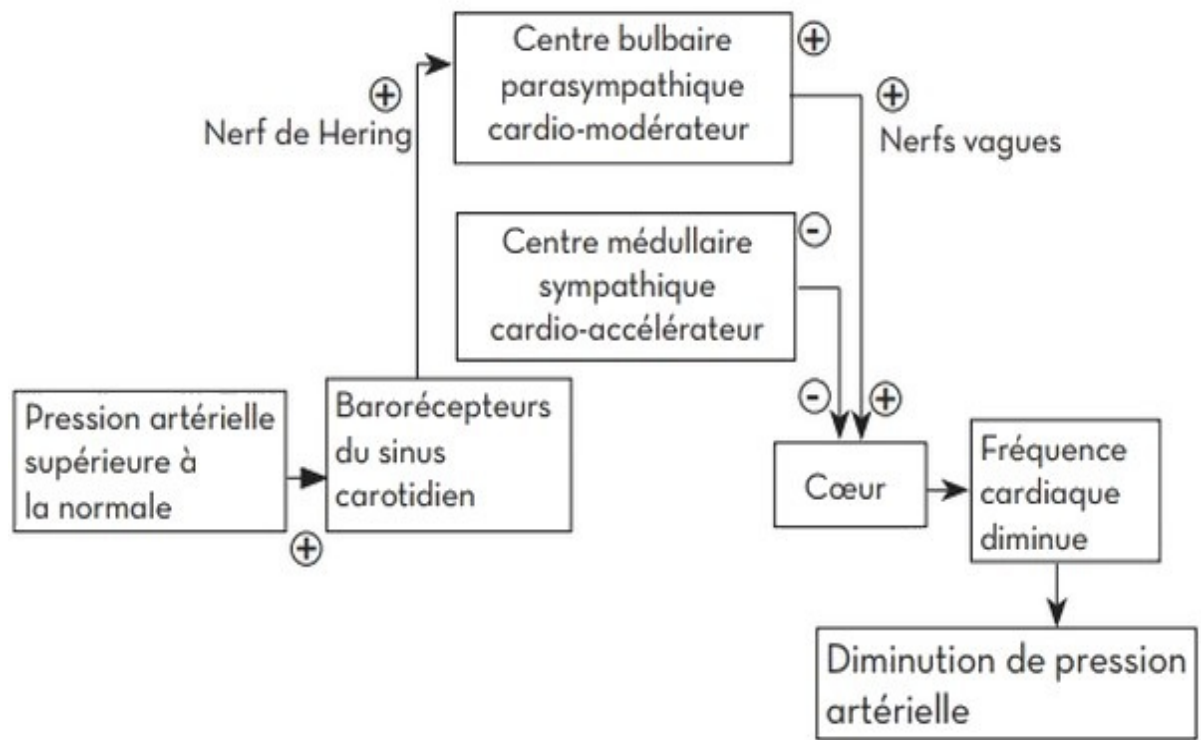 Centre bulbaire
parasympathique
cardio-modérateur
+
+
Nerf de Hering
+
Nerfs vagues
Centre médullaire
sympathique
cardio-accélérateur
-
Pression artérielle
supérieure à
la normale
+
Barorécepteurs
du sinus
carotidien
-
+
Cœur
Fréquence
cardiaque
diminue
Diminution de pression
artérielle